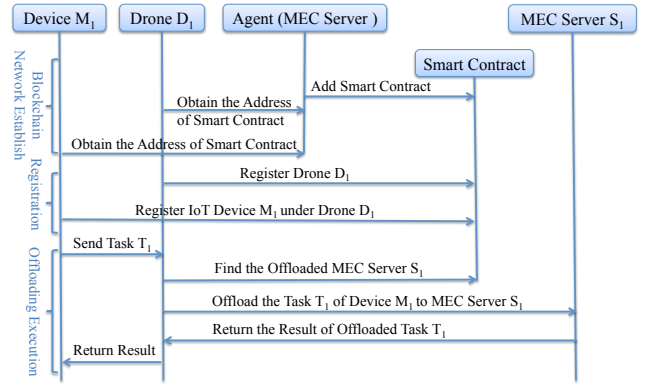 Device M1
Drone D1
Agent (MEC Server )
MEC Server S1
Smart Contract
Blockchain
Network Establish
Add Smart Contract
Obtain the Address
of Smart Contract
Obtain the Address of Smart Contract
Registration
Register Drone D1
Register IoT Device M1 under Drone D1
Offloading Execution
Send Task T1
Find the Offloaded MEC Server S1
Offload the Task T1 of Device M1 to MEC Server S1
Return the Result of Offloaded Task T1
Return Result